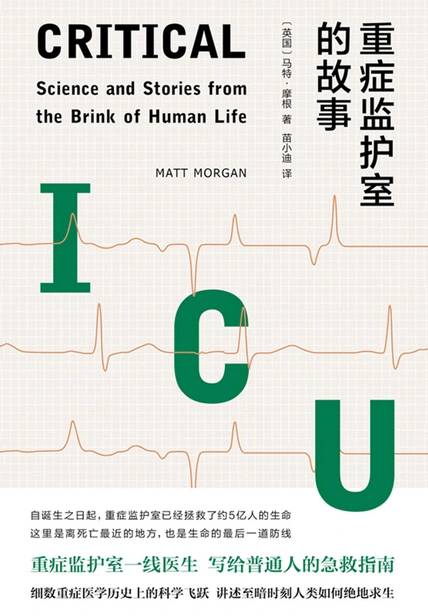 CRITICAL
Science and Stories from
the Brink of Human Life
MATT MORGAN
重症监护室
的故事
[英国] 马特·摩根 著 苗小迪 译
I
C
U
自诞生之日起，重症监护室已经拯救了约5亿人的生命
这里是离死亡最近的地方，也是生命的最后一道防线
重症监护室一线医生 写给普通人的急救指南
细数重症医学历史上的科学飞跃 讲述至暗时刻人类如何绝地求生